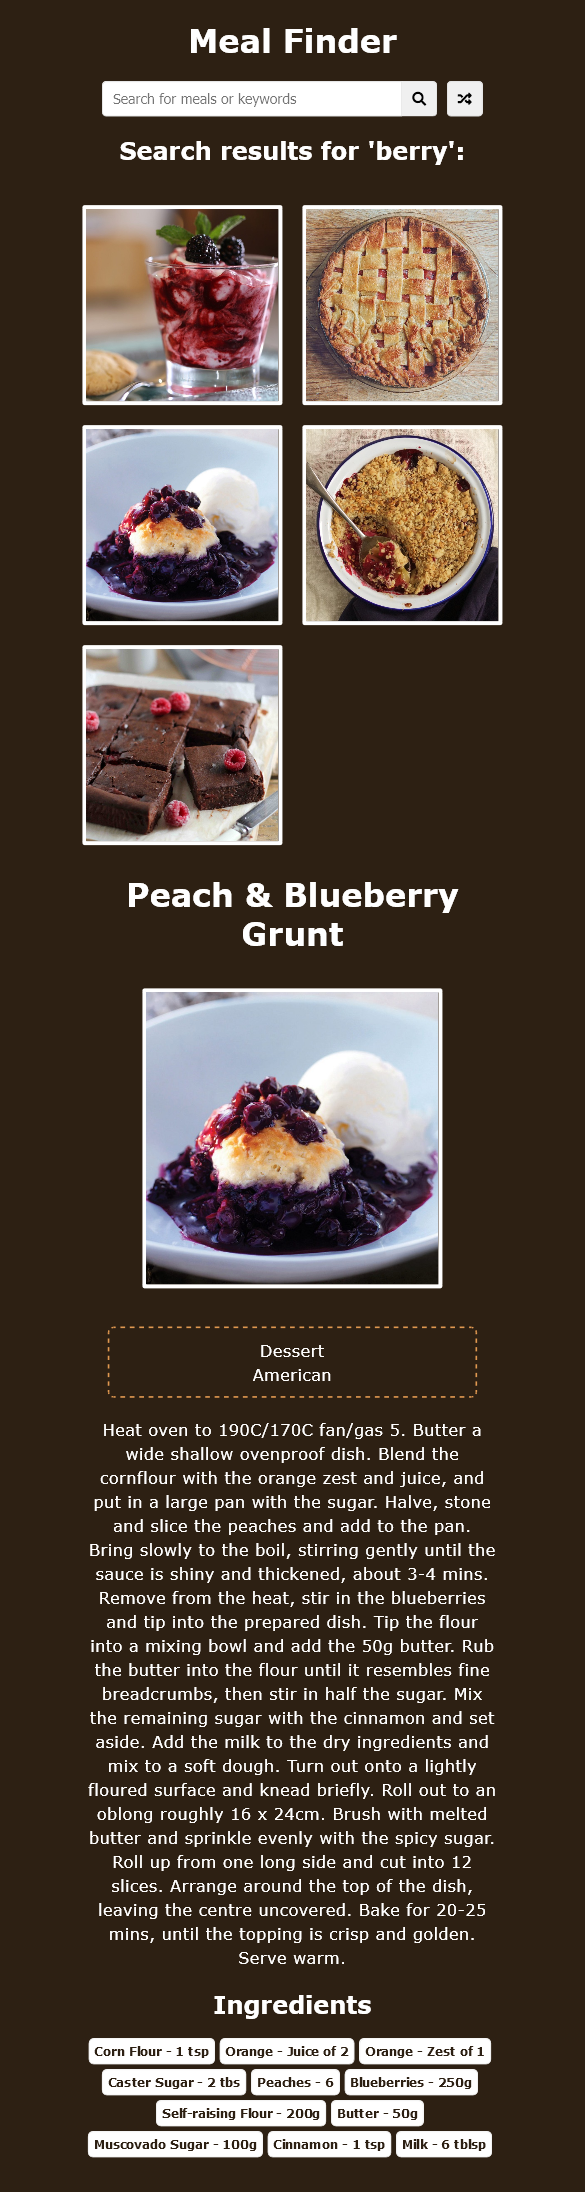 Meal Finder
Search for meals or keywords
Search results for 'berry':
Peach & Blueberry
Grunt
Dessert
American
Heat oven to 190C/170C fan/gas 5. Butter a
wide shallow ovenproof dish. Blend the
cornflour with the orange zest and juice, and
put in a large pan with the sugar. Halve, stone
and slice the peaches and add to the pan.
Bring slowly to the boil, stirring gently until the
sauce is shiny and thickened, about 3-4 mins.
Remove from the heat, stir in the blueberries
and tip into the prepared dish. Tip the flour
into a mixing bowl and add the 50g butter. Rub
the butter into the flour until it resembles fine
breadcrumbs, then stir in half the sugar. Mix
the remaining sugar with the cinnamon and set
aside. Add the milk to the dry ingredients and
mix to a soft dough. Turn out onto a lightly
floured surface and knead briefly. Roll out to an
oblong roughly 16 x 24cm. Brush with melted
butter and sprinkle evenly with the spicy sugar.
Roll up from one long side and cut into 12
slices. Arrange around the top of the dish,
leaving the centre uncovered. Bake for 20-25
mins, until the topping is crisp and golden.
Serve warm.
Ingredients
Corn Flour - 1 tsp Orange - Juice of 2 Orange - Zest of 1
Caster Sugar - 2 tbs Peaches - 6 Blueberries - 250g
Self-raising Flour - 200g Butter - 50g
Muscovado Sugar - 100g Cinnamon - 1 tsp Milk - 6 tblsp